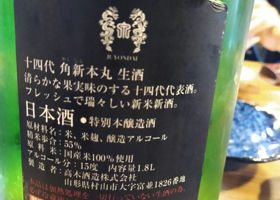 JUYONDAI
十四代 角新本丸 生酒
清らかな果実味のする十四代代表酒。
フレッシュで瑞々しい新米新酒。
日本酒・特別本醸造酒
原材料名：米、米麹、醸造アルコール
精米歩合：55%
原料米：国産米100%使用
アルコール分：15度 内容量1.8L
製造者：高木酒造株式会社
山形県村山市大字富並1826番地